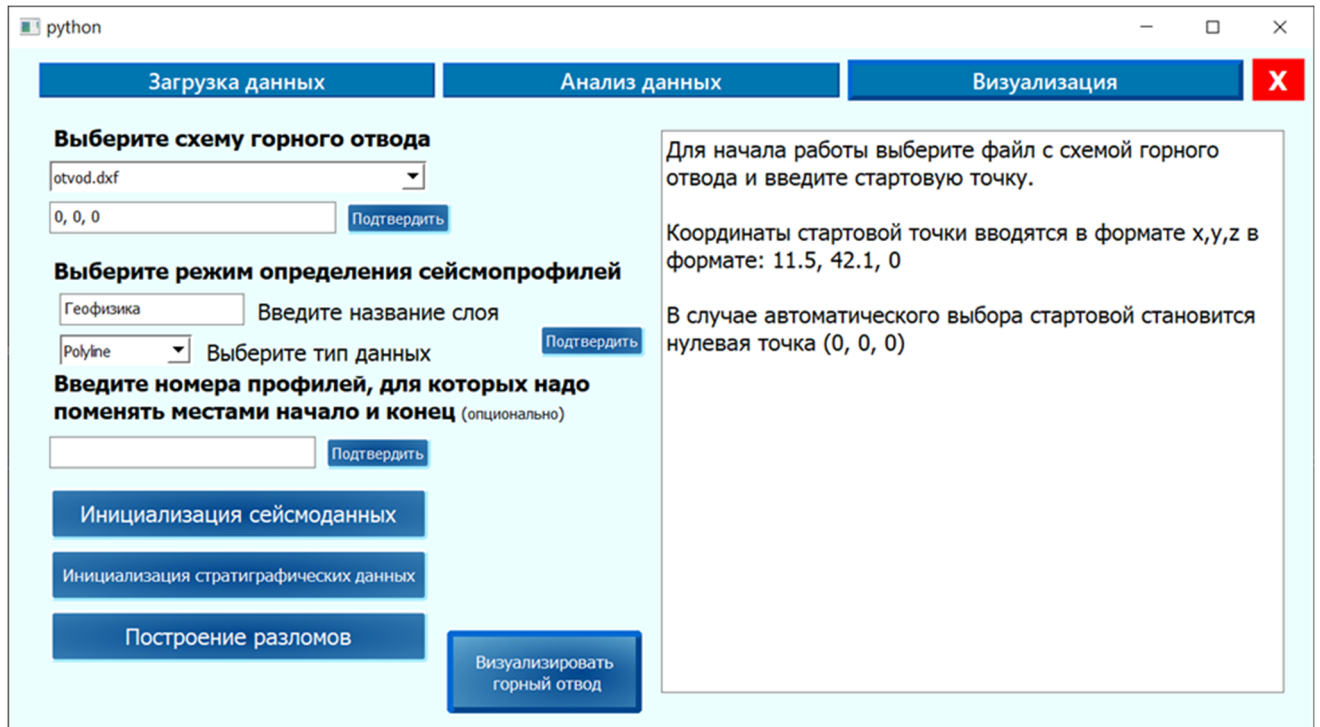 python
Загрузка данных
Анализ данных
Визуализация
X
Выберите схему горного отвода
otvod.dxf
0, 0, 0
Подтвердить
Выберите режим определения сейсмопрофилей
Геофизика
Введите название слоя
Polyline
Выберите тип данных
Подтвердить
Введите номера профилей, для которых надо
поменять местами начало и конец (опционально)
Подтвердить
Инициализация сейсмоданных
Инициализация стратиграфических данных
Построение разломов
Визуализировать
горный отвод
Для начала работы выберите файл с схемой горного
отвода и введите стартовую точку.
Координаты стартовой точки вводятся в формате x,y,z в
формате: 11.5, 42.1, 0
В случае автоматического выбора стартовой становится
нулевая точка (0, 0, 0)